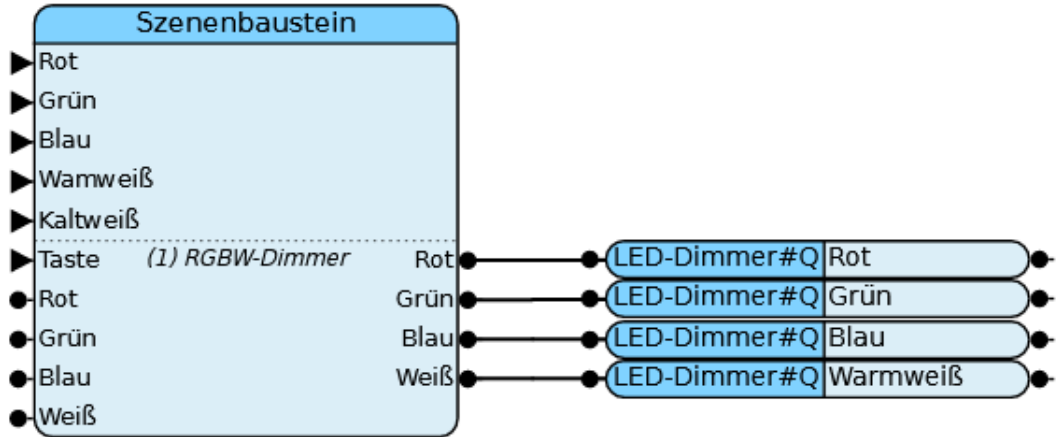 Szenenbaustein
Rot
Grün
Blau
Wamweiß
Kaltweiß
Taste (1) RGBW-Dimmer Rot LED-Dimmer#Q Rot
Rot Grün LED-Dimmer#Q Grün
Grün Blau LED-Dimmer#Q Blau
Blau Weiß LED-Dimmer#Q Warmweiß
Weiß